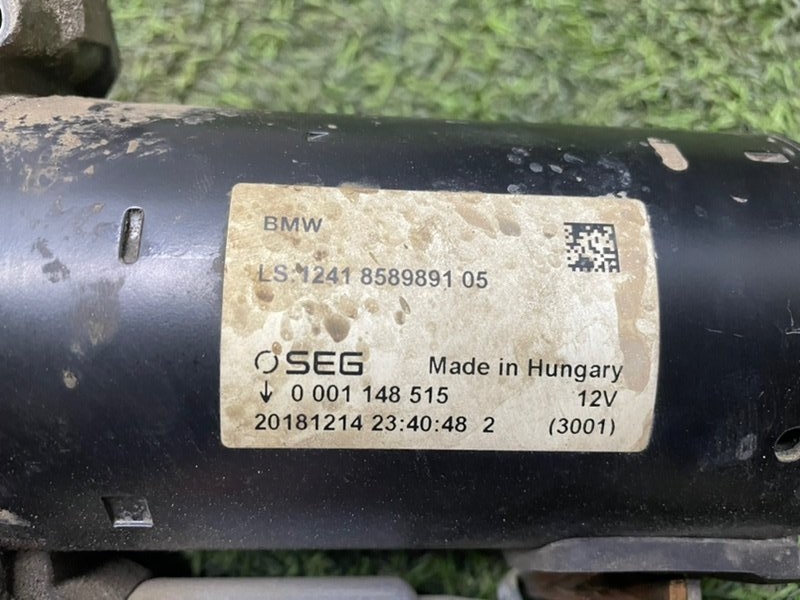 BMW
LS:1241 8589891 05
SEG Made in Hungary
↓ 0 001 148 515 12V
20181214 23:40:48 2 (3001)